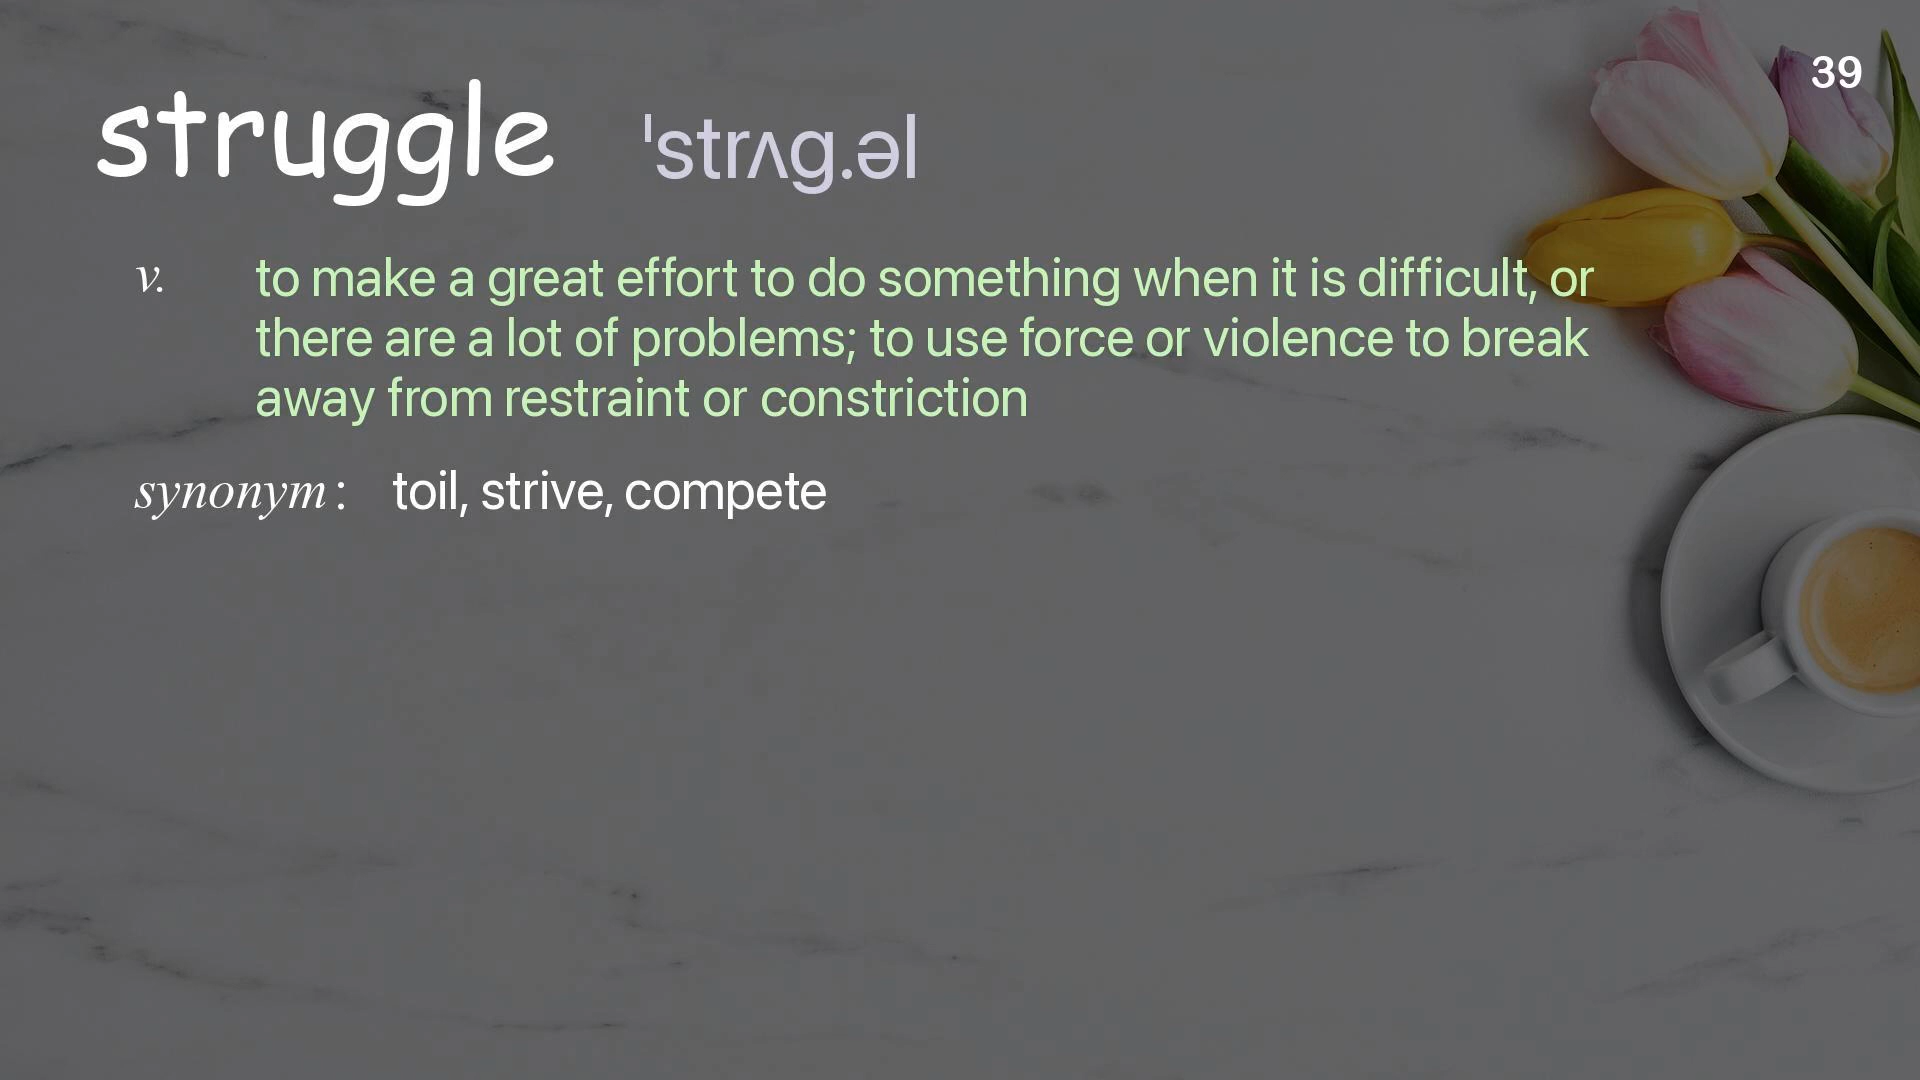 39
struggle ˈstrʌg.əl
v. to make a great effort to do something when it is difficult, or
there are a lot of problems; to use force or violence to break
away from restraint or constriction
synonym : toil, strive, compete